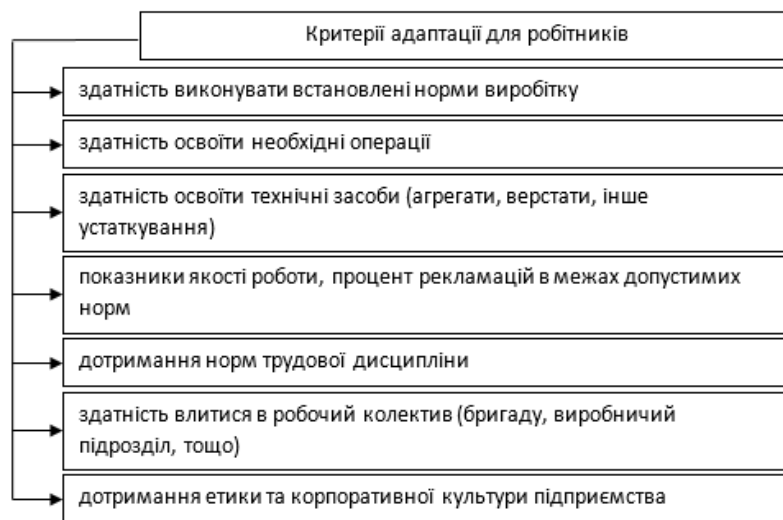 Критерії адаптації для робітників
здатність виконувати встановлені норми виробітку
здатність освоїти необхідні операції
здатність освоїти технічні засоби (агрегати, верстати, інше
устаткування)
показники якості роботи, процент рекламацій в межах допустимих
норм
дотримання норм трудової дисципліни
здатність влитися в робочий колектив (бригаду, виробничий
підрозділ, тощо)
дотримання етики та корпоративної культури підприємства